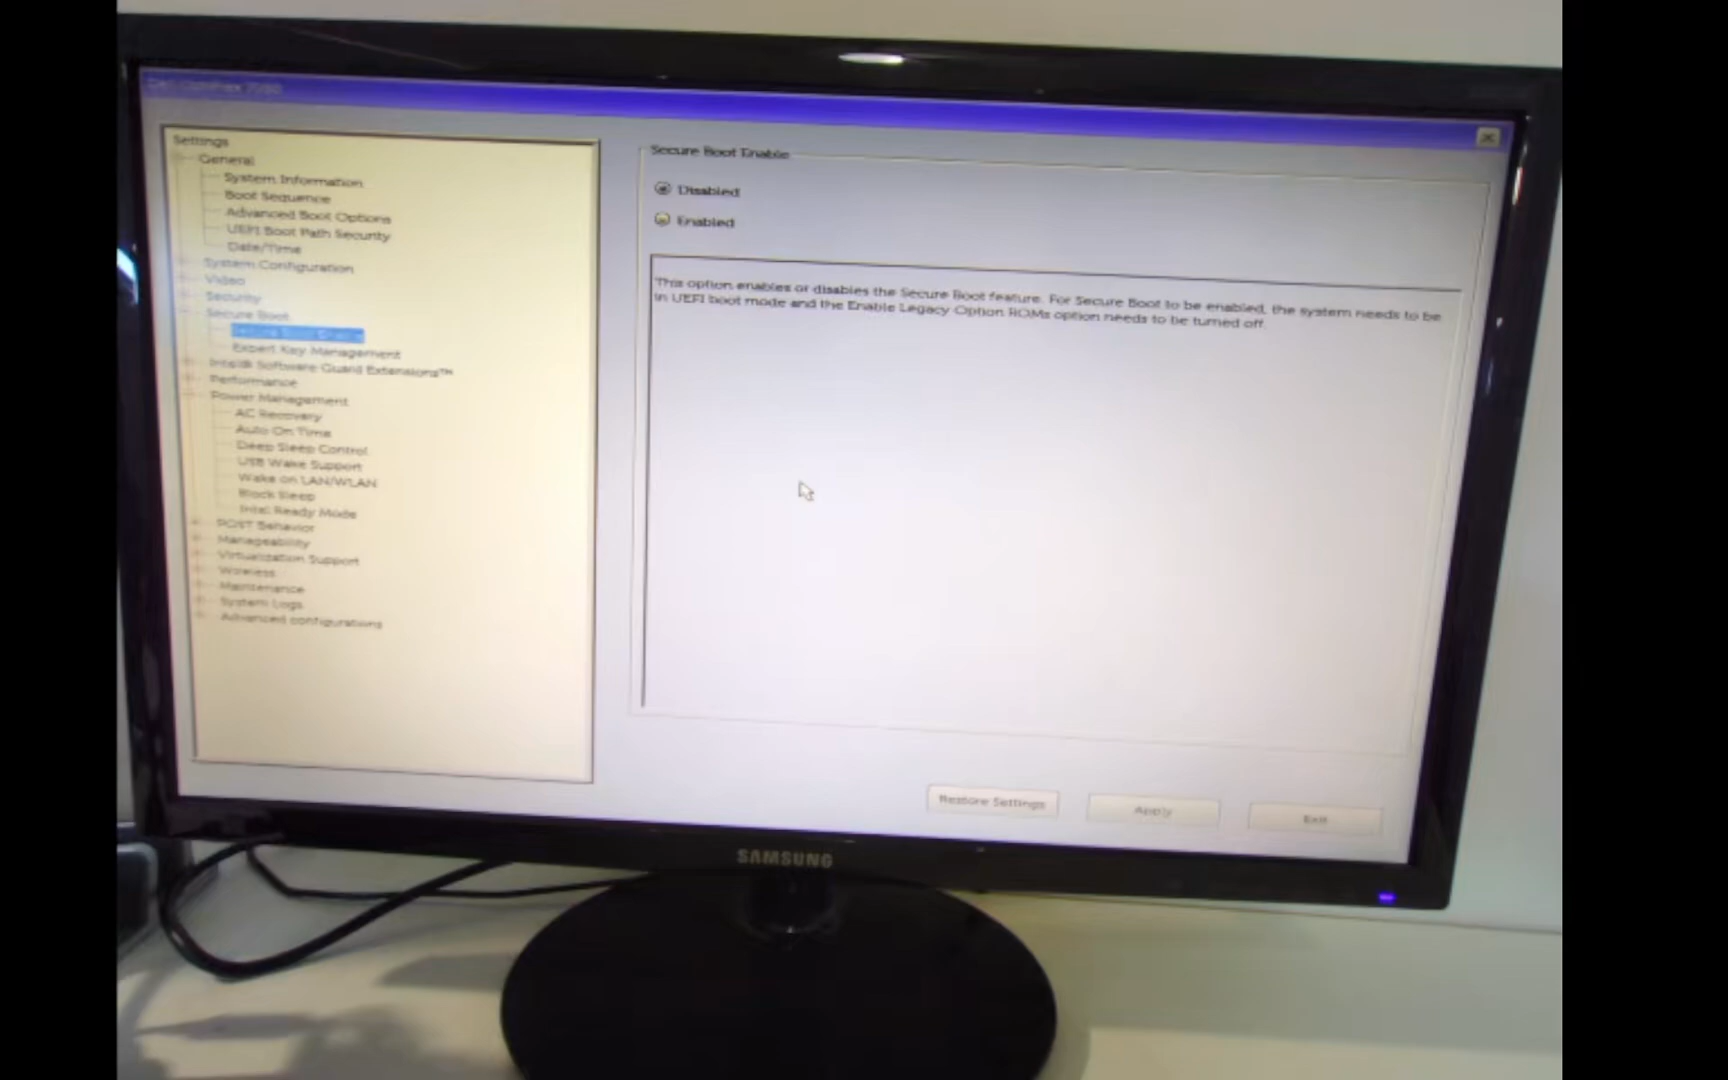 Dell OptiPlex 7050
Settings
General
System Information
Boot Sequence
Advanced Boot Options
UEFI Boot Path Security
Date/Time
System Configuration
Video
Security
Secure Boot
Secure Boot Enable
Expert Key Management
Intel® Software Guard Extensions™
Performance
Power Management
AC Recovery
Auto On Time
Deep Sleep Control
USB Wake Support
Wake on LAN/WLAN
Block Sleep
Intel Ready Mode
POST Behavior
Manageability
Virtualization Support
Wireless
Maintenance
System Logs
Advanced configurations
Secure Boot Enable
Disabled
Enabled
This option enables or disables the Secure Boot feature. For Secure Boot to be enabled, the system needs to be
in UEFI boot mode and the Enable Legacy Option ROMs option needs to be turned off.
Restore Settings
Apply
Exit
SAMSUNG